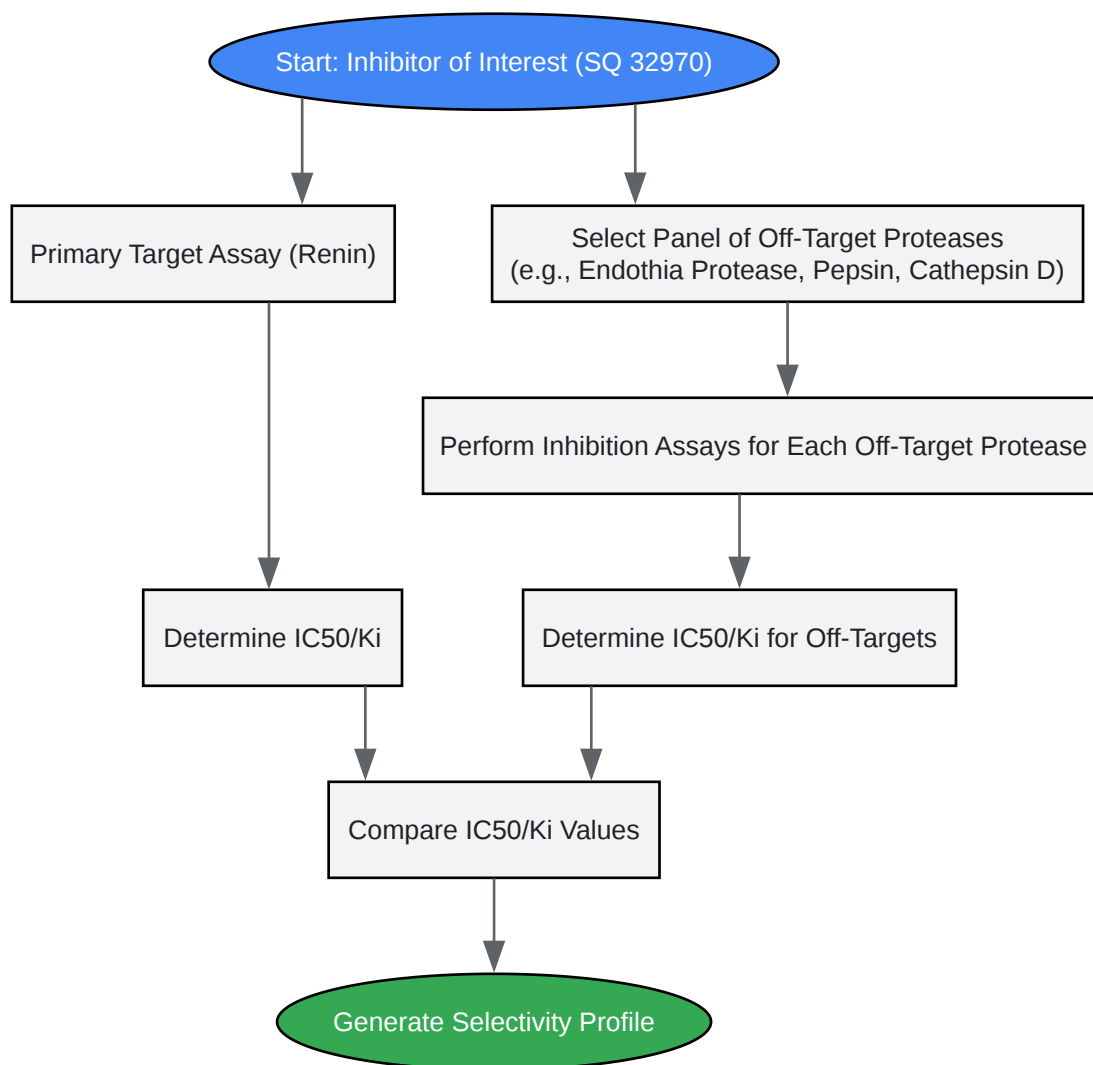 Start: Inhibitor of Interest (SQ 32970)
Primary Target Assay (Renin)
Select Panel of Off-Target Proteases
(e.g., Endothia Protease, Pepsin, Cathepsin D)
Perform Inhibition Assays for Each Off-Target Protease
Determine IC50/Ki
Determine IC50/Ki for Off-Targets
Compare IC50/Ki Values
Generate Selectivity Profile